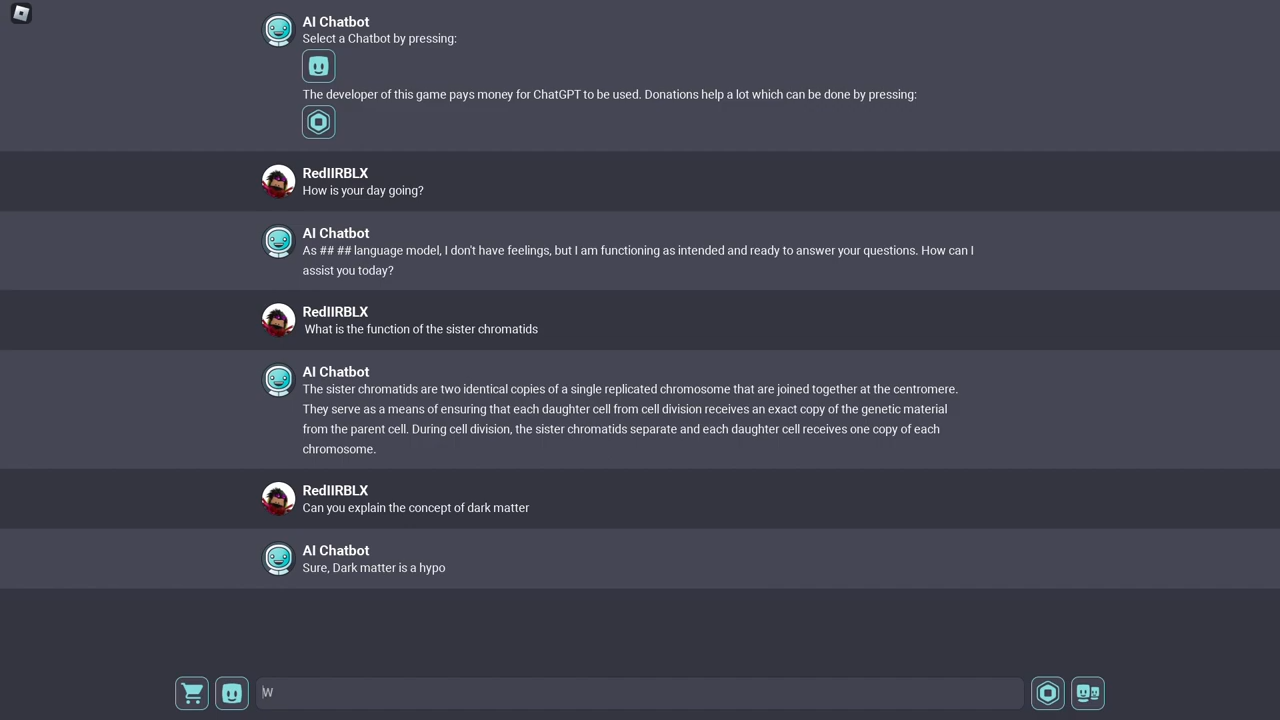 AI Chatbot
Select a Chatbot by pressing:
The developer of this game pays money for ChatGPT to be used. Donations help a lot which can be done by pressing:
RedIIRBLX
How is your day going?
AI Chatbot
As ## ## language model, I don't have feelings, but I am functioning as intended and ready to answer your questions. How can I
assist you today?
RedIIRBLX
What is the function of the sister chromatids
AI Chatbot
The sister chromatids are two identical copies of a single replicated chromosome that are joined together at the centromere.
They serve as a means of ensuring that each daughter cell from cell division receives an exact copy of the genetic material
from the parent cell. During cell division, the sister chromatids separate and each daughter cell receives one copy of each
chromosome.
RedIIRBLX
Can you explain the concept of dark matter
AI Chatbot
Sure, Dark matter is a hypo
W